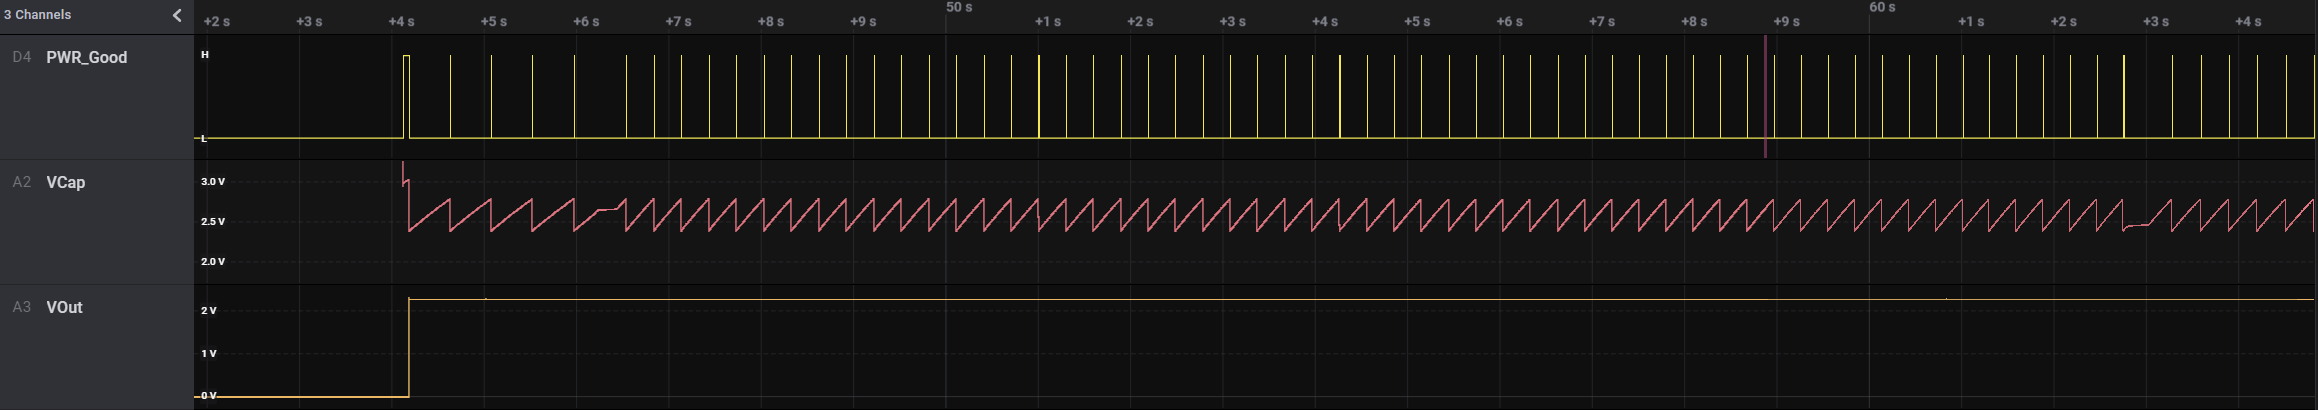 3 Channels
50 s
60 s
+2 s +3 s +4 s +5 s +6 s +7 s +8 s +9 s +1 s +2 s +3 s +4 s +5 s +6 s +7 s +8 s +9 s +1 s +2 s +3 s +4 s
D4 PWR_Good
H
L
A2 VCap
3.0 V
2.5 V
2.0 V
A3 VOut
2 V
1 V
0 V